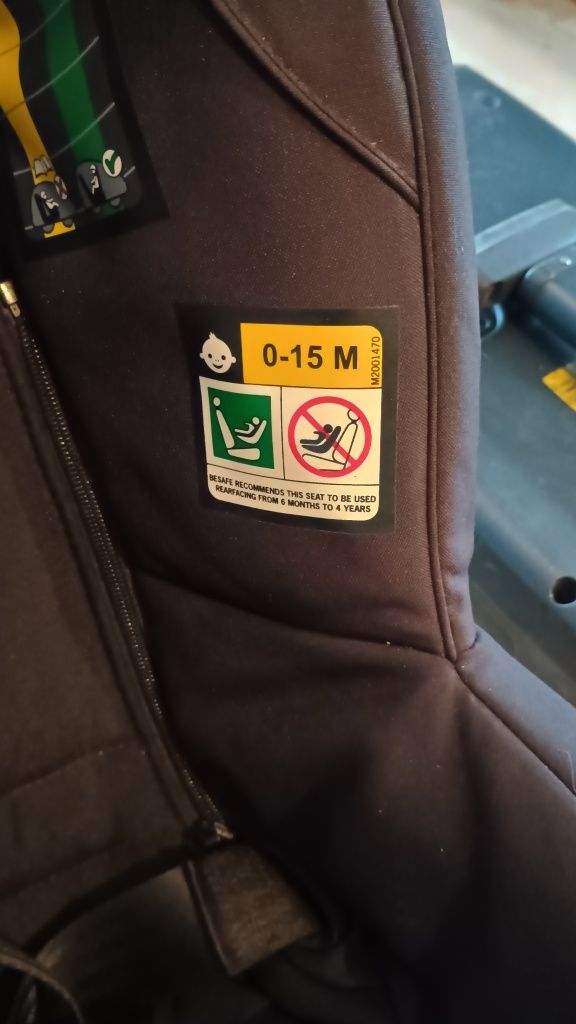 0-15 M
M2001470
BESAFE RECOMMENDS THIS SEAT TO BE USED
REARFACING FROM 6 MONTHS TO 4 YEARS